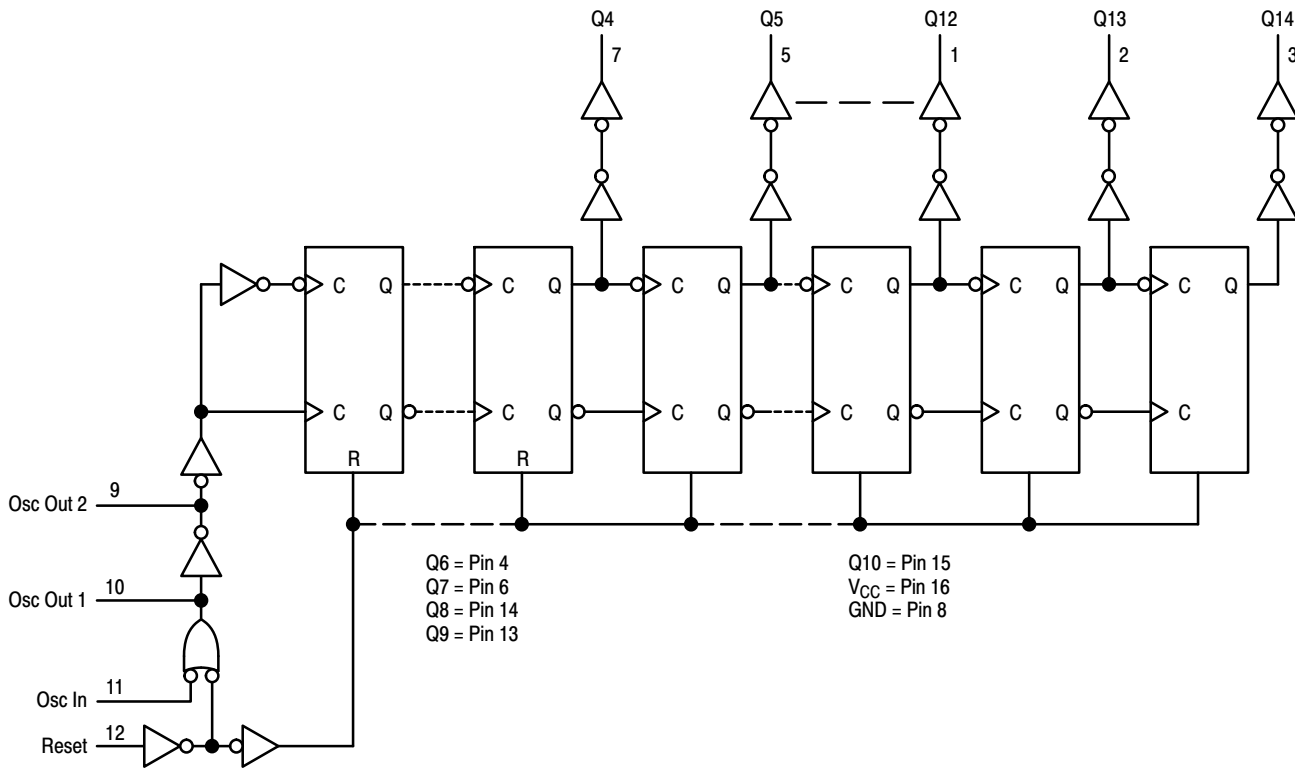 Q4 Q5 Q12 Q13 Q14
7 5 1 2 3
C Q C Q C Q C Q C Q C Q
C Q C Q C Q C Q C Q C
R R
Osc Out 2 9
Q6 = Pin 4
Q7 = Pin 6
Q8 = Pin 14
Q9 = Pin 13
Q10 = Pin 15
VCC = Pin 16
GND = Pin 8
Osc Out 1 10
Osc In 11
Reset 12